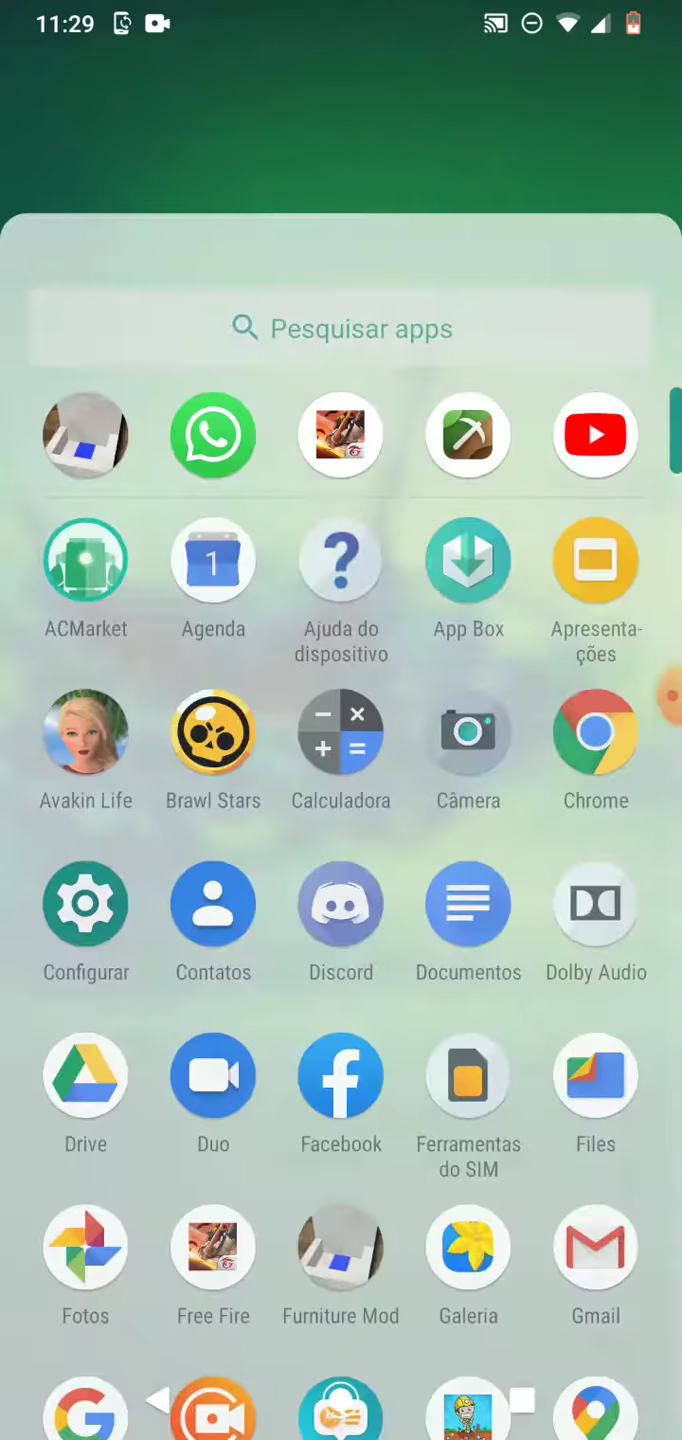 11:29
Pesquisar apps
ACMarket
Agenda
Ajuda do
dispositivo
App Box
Apresenta-
ções
Avakin Life
Brawl Stars
Calculadora
Câmera
Chrome
Configurar
Contatos
Discord
Documentos
Dolby Audio
Drive
Duo
Facebook
Ferramentas
do SIM
Files
Fotos
Free Fire
Furniture Mod
Galeria
Gmail